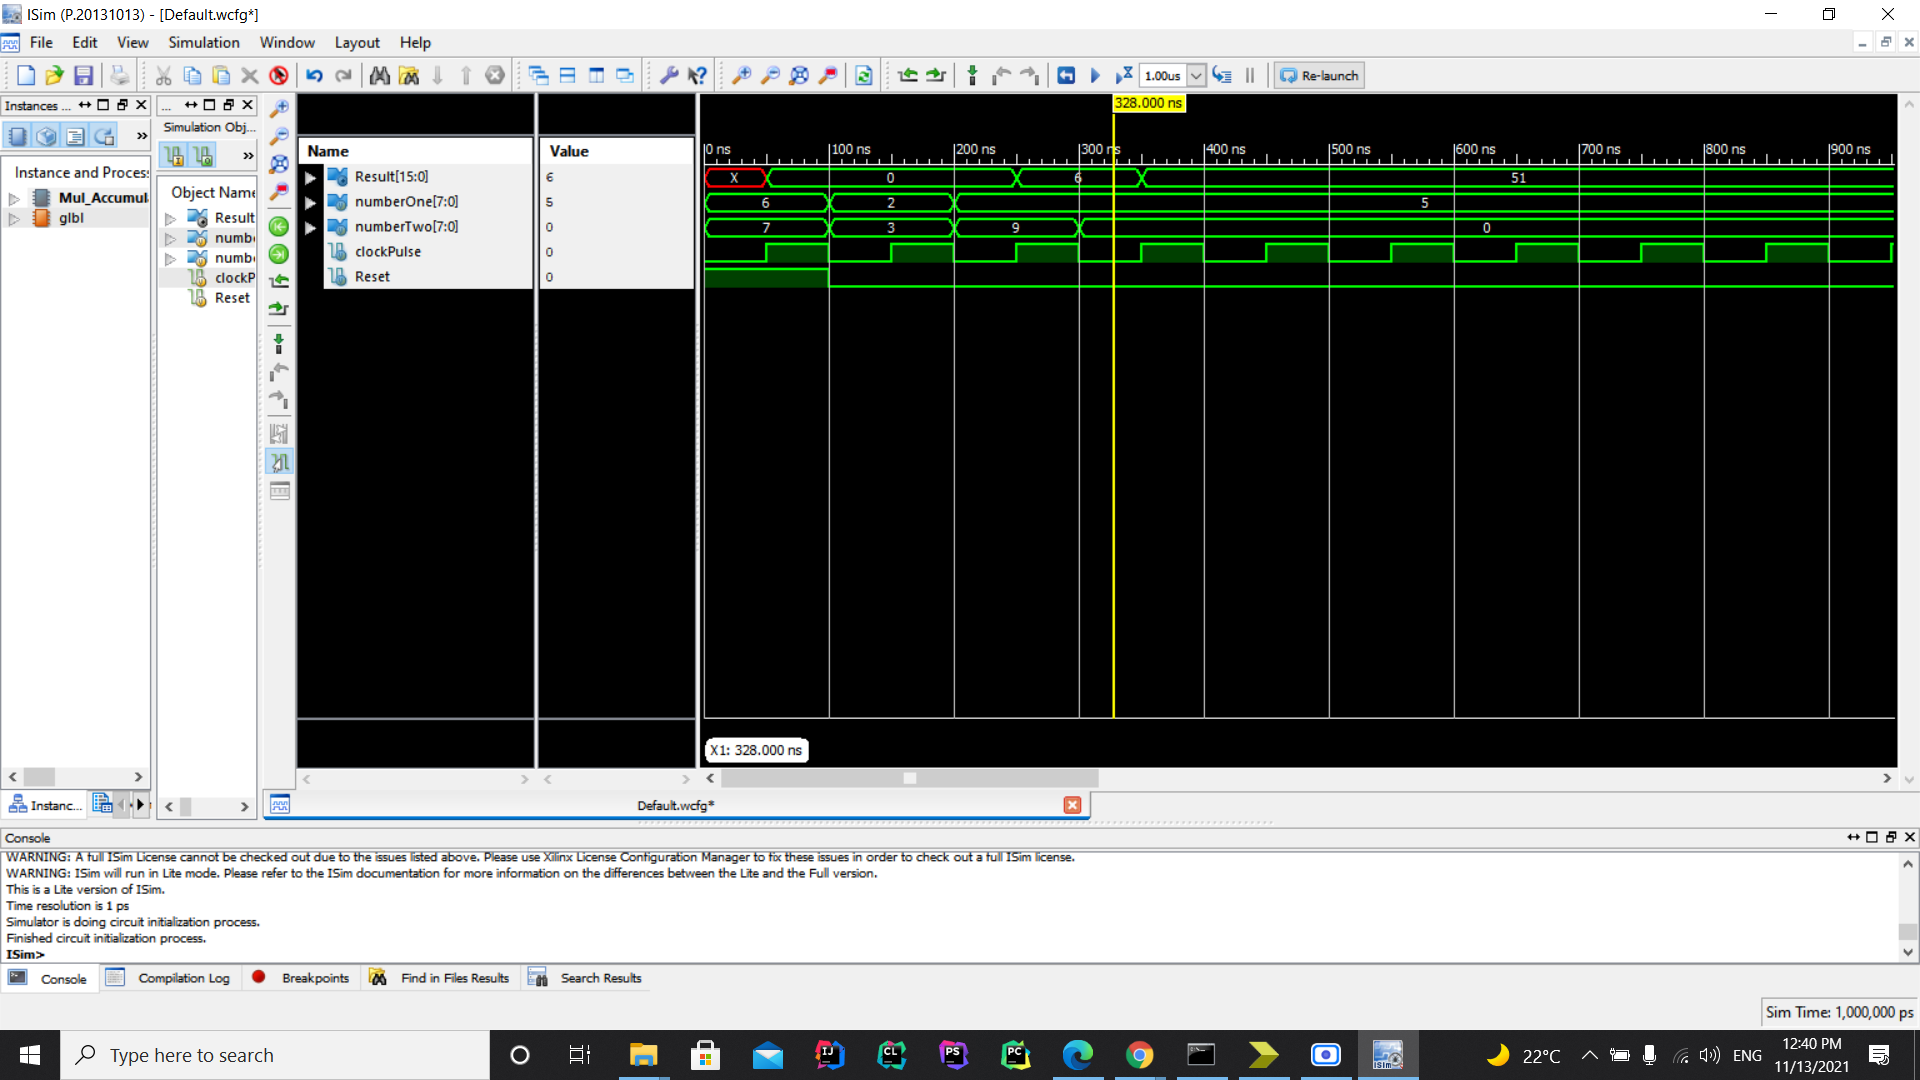 ISim (P.20131013) - [Default.wcfg*]
File Edit View Simulation Window Layout Help
1.00us Re-launch
Instances ...
...
Simulation Obj...
Instance and Process
Mul_Accumul
glbl
Object Name
Result
numb
numb
clockP
Reset
Name Value
Result[15:0] 6
numberOne[7:0] 5
numberTwo[7:0] 0
clockPulse 0
Reset 0
328.000 ns
0 ns 100 ns 200 ns 300 ns 400 ns 500 ns 600 ns 700 ns 800 ns 900 ns
X 0 6 51
6 2 5
7 3 9 0
X1: 328.000 ns
Instanc...
Default.wcfg*
Console
WARNING: A full ISim License cannot be checked out due to the issues listed above. Please use Xilinx License Configuration Manager to fix these issues in order to check out a full ISim license.
WARNING: ISim will run in Lite mode. Please refer to the ISim documentation for more information on the differences between the Lite and the Full version.
This is a Lite version of ISim.
Time resolution is 1 ps
Simulator is doing circuit initialization process.
Finished circuit initialization process.
ISim>
Console Compilation Log Breakpoints Find in Files Results Search Results
Sim Time: 1,000,000 ps
Type here to search
IJ CL PS PC ISim
22°C ENG
12:40 PM
11/13/2021